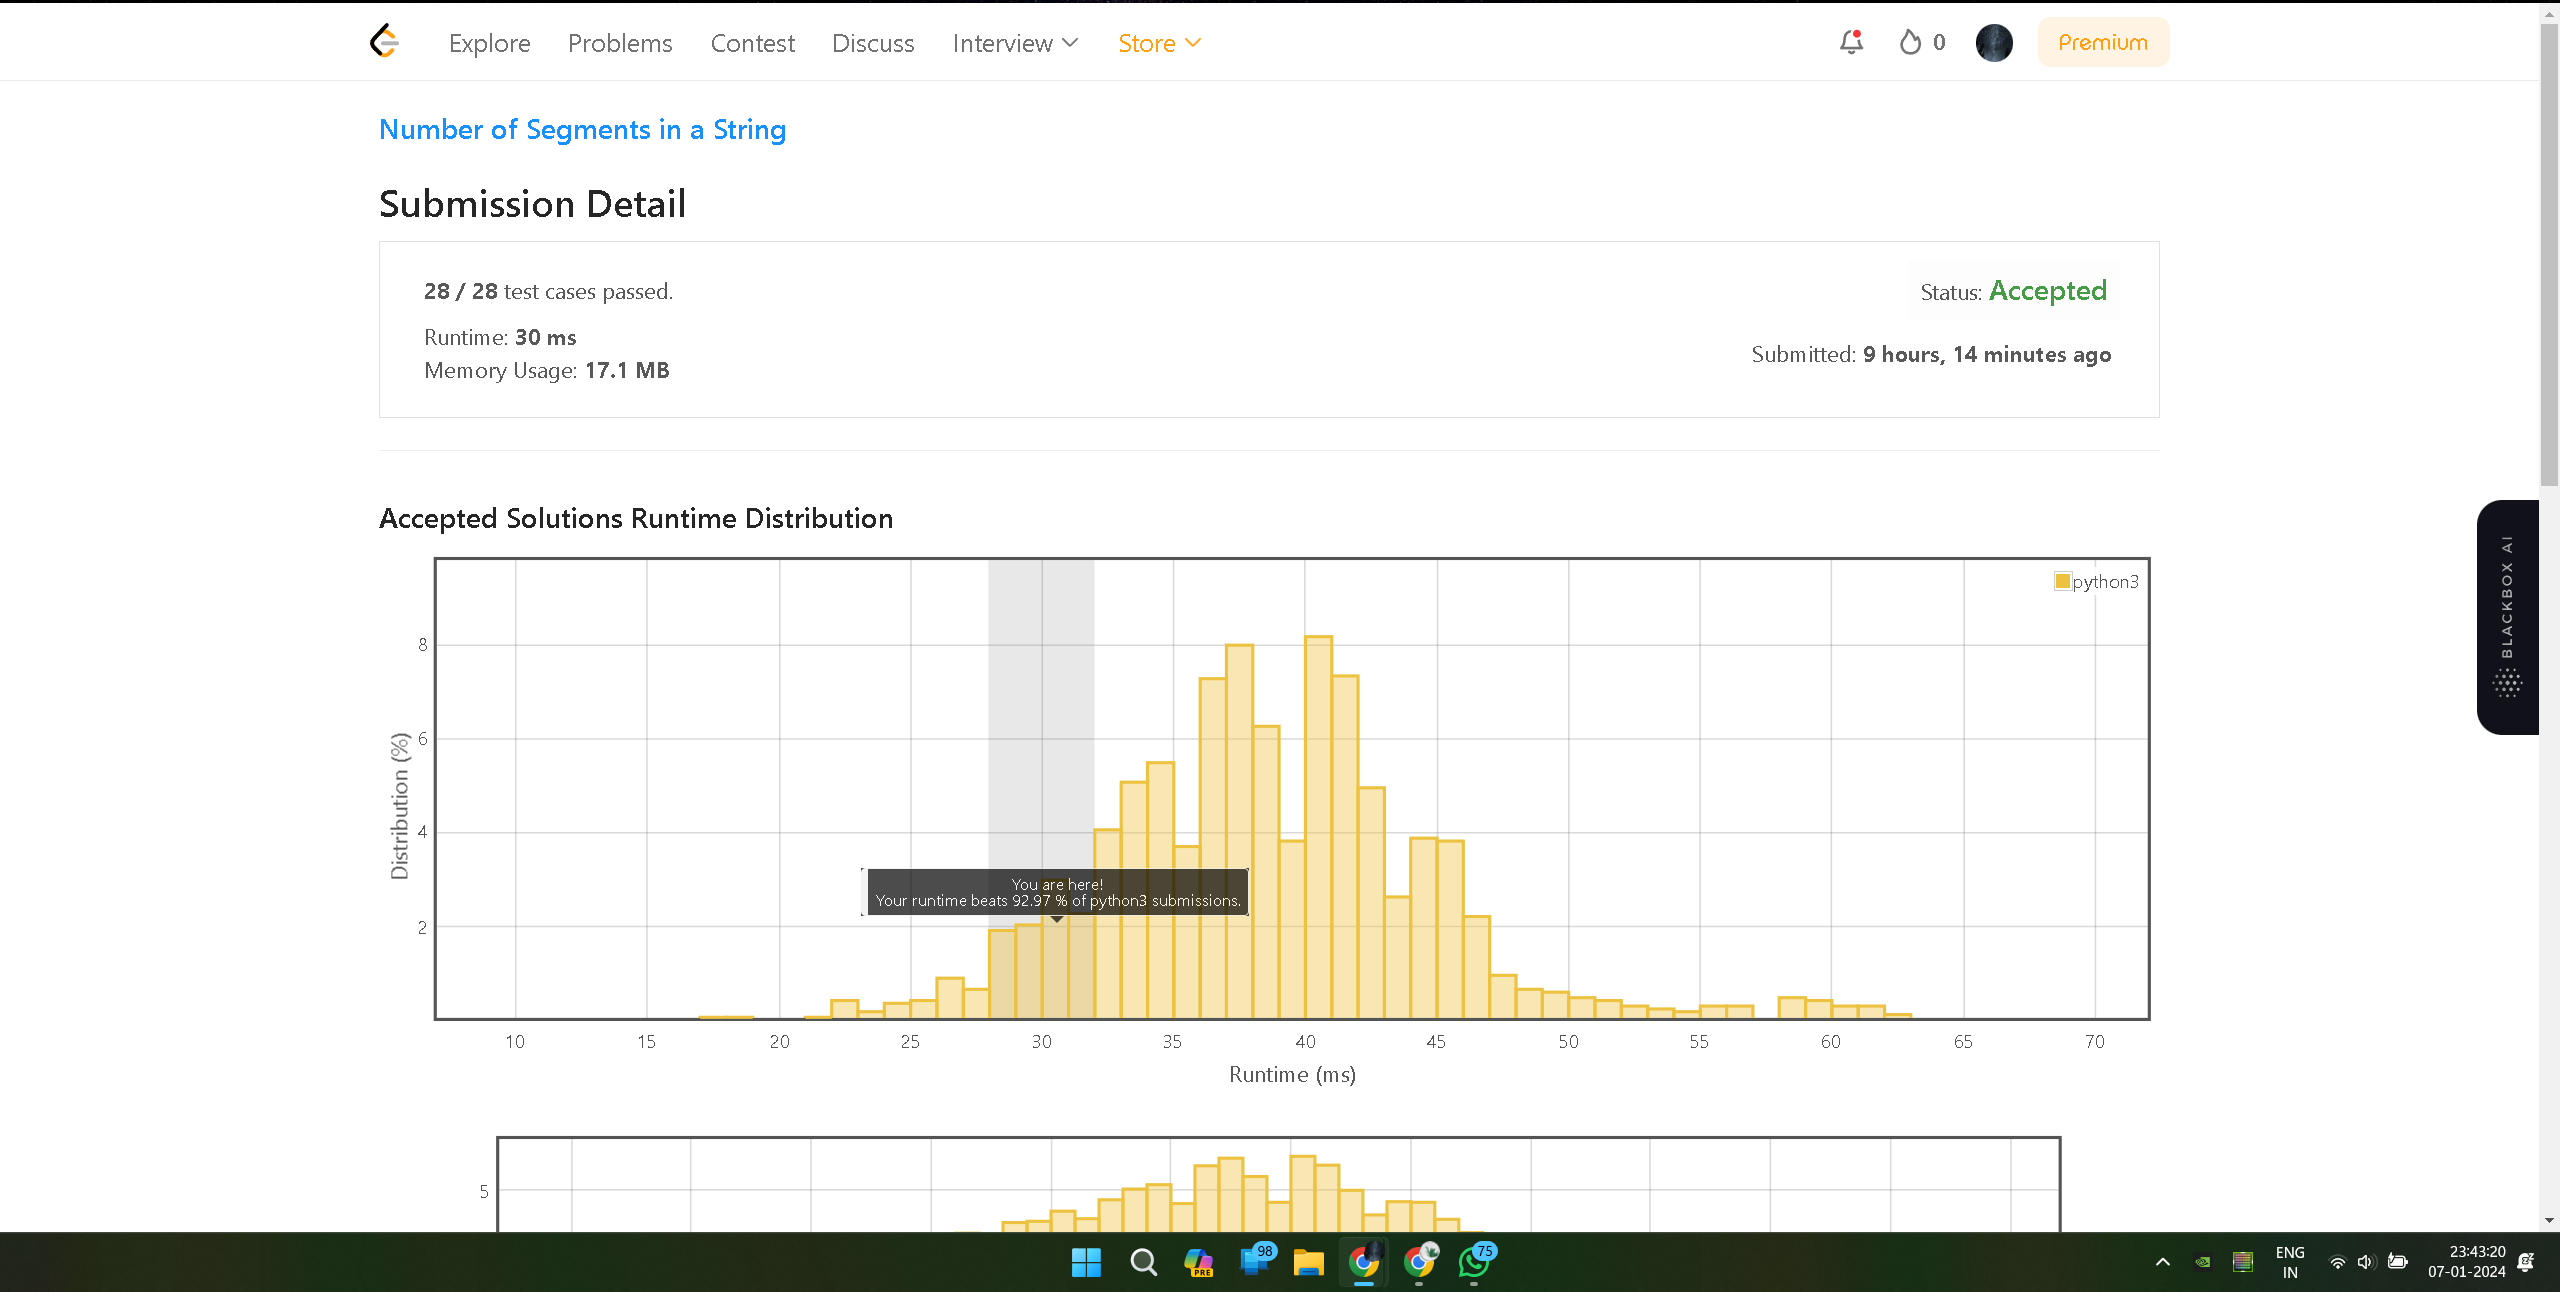 Explore Problems Contest Discuss Interview Store 0 Premium
Number of Segments in a String
Submission Detail
28 / 28 test cases passed.
Status: Accepted
Runtime: 30 ms
Submitted: 9 hours, 14 minutes ago
Memory Usage: 17.1 MB
Accepted Solutions Runtime Distribution
python3
8
6
4
2
Distribution (%)
You are here!
Your runtime beats 92.97 % of python3 submissions.
10 15 20 25 30 35 40 45 50 55 60 65 70
Runtime (ms)
5
BLACKBOX AI
PRE
98
75
ENG
IN
23:43:20
07-01-2024